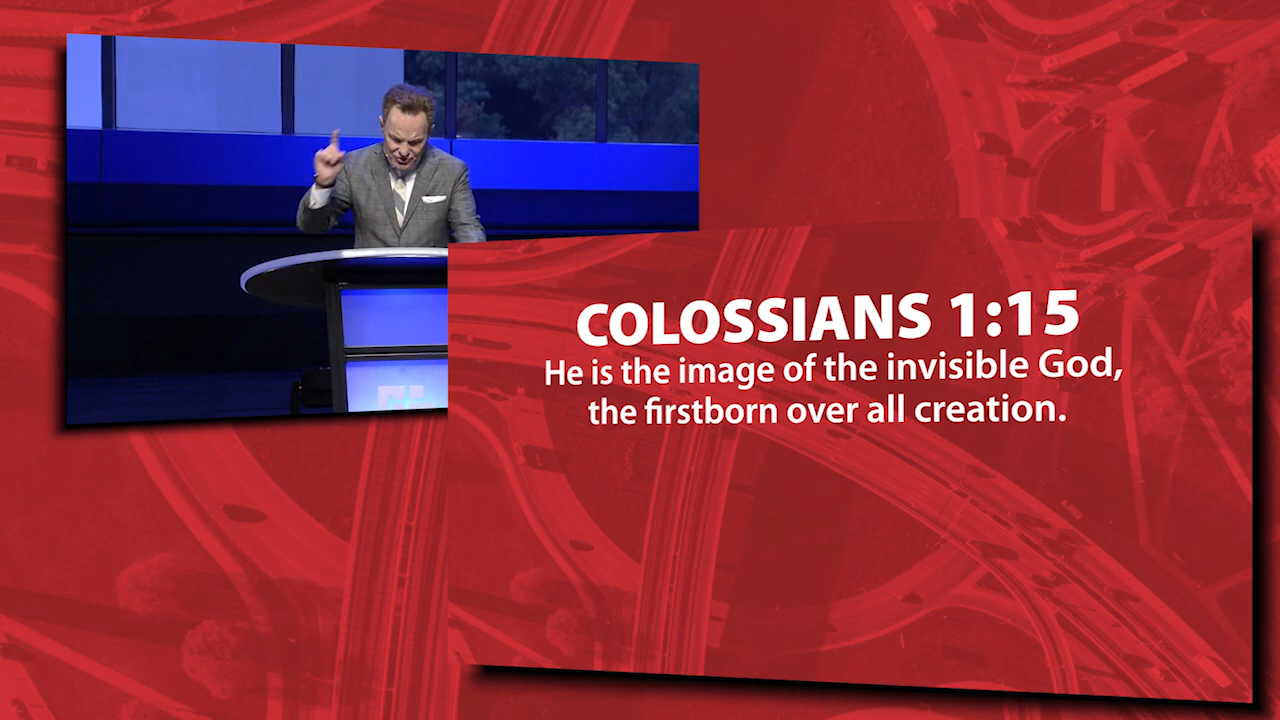 COLOSSIANS 1:15
He is the image of the invisible God,
the firstborn over all creation.